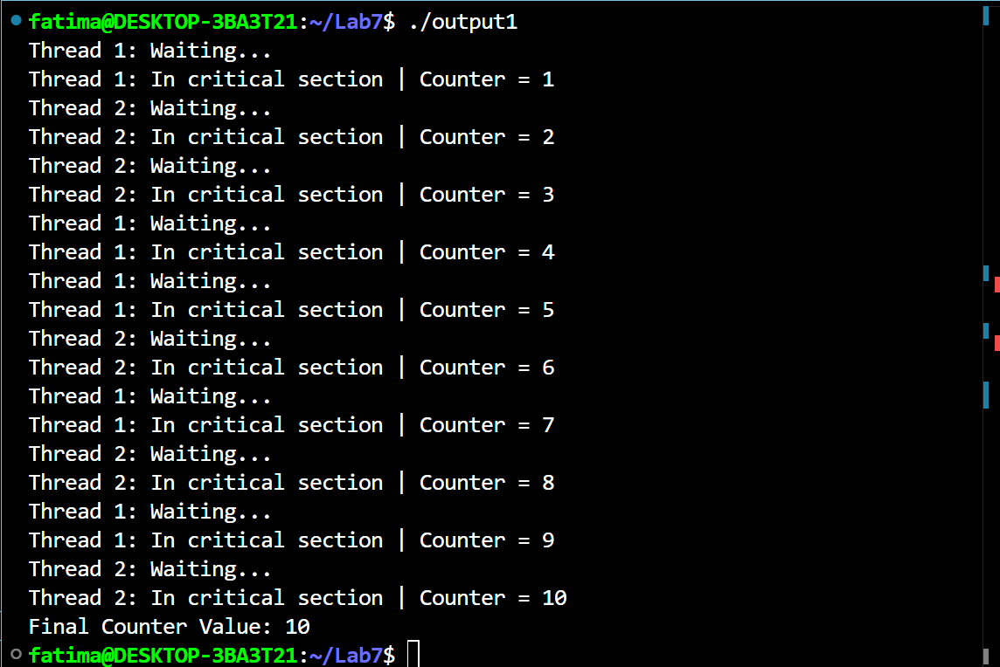 fatima@DESKTOP-3BA3T21:~/Lab7$ ./output1
Thread 1: Waiting...
Thread 1: In critical section | Counter = 1
Thread 2: Waiting...
Thread 2: In critical section | Counter = 2
Thread 2: Waiting...
Thread 2: In critical section | Counter = 3
Thread 1: Waiting...
Thread 1: In critical section | Counter = 4
Thread 1: Waiting...
Thread 1: In critical section | Counter = 5
Thread 2: Waiting...
Thread 2: In critical section | Counter = 6
Thread 1: Waiting...
Thread 1: In critical section | Counter = 7
Thread 2: Waiting...
Thread 2: In critical section | Counter = 8
Thread 1: Waiting...
Thread 1: In critical section | Counter = 9
Thread 2: Waiting...
Thread 2: In critical section | Counter = 10
Final Counter Value: 10
fatima@DESKTOP-3BA3T21:~/Lab7$